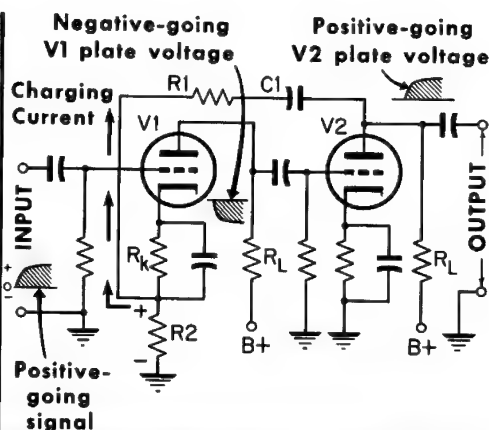 Negative-going
V1 plate voltage
Positive-going
V2 plate voltage
Charging
Current
R1
C1
V1
V2
INPUT
+
0
-
Rk
RL
RL
OUTPUT
+
R2
-
B+
B+
Positive-
going
signal